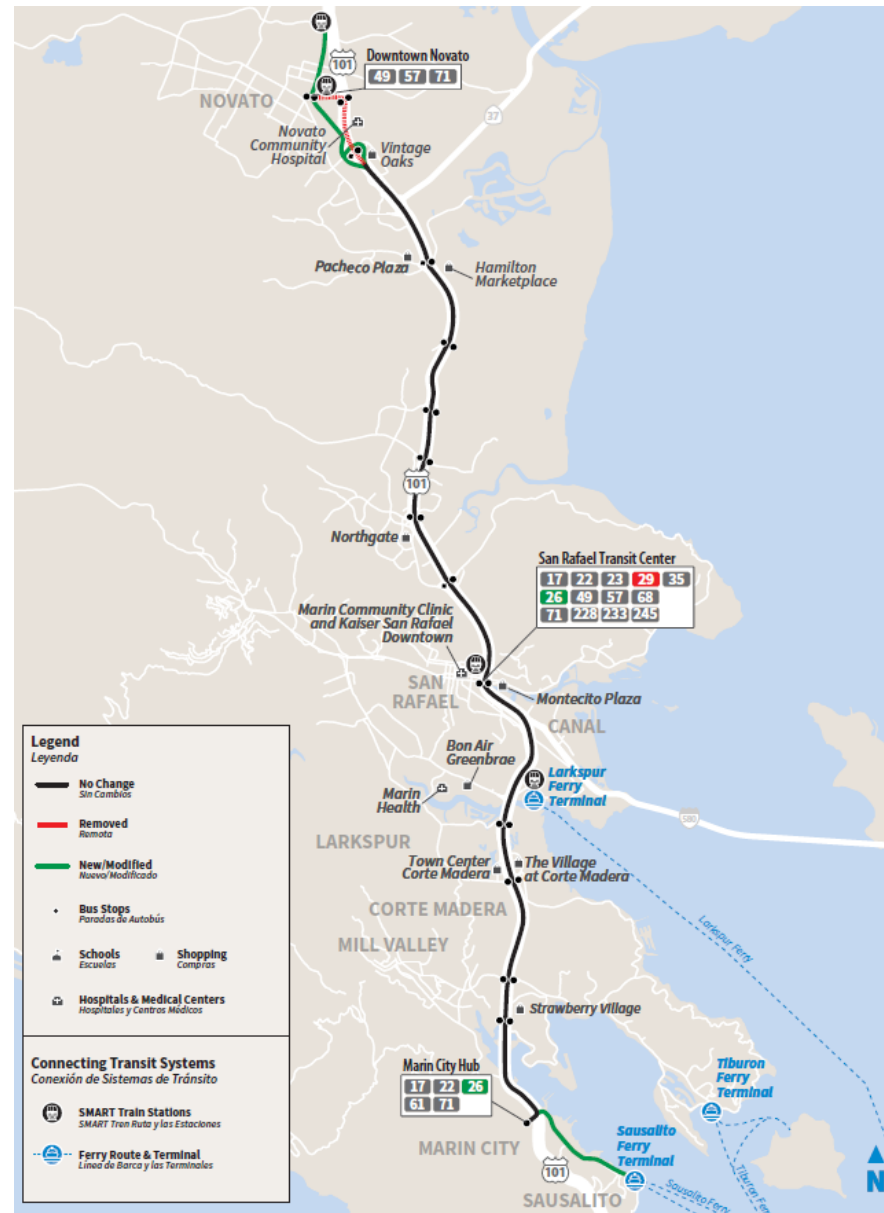 101
Downtown Novato
49 57 71
NOVATO
37
Novato
Community
Hospital
Vintage
Oaks
Pacheco Plaza
Hamilton
Marketplace
101
Northgate
San Rafael Transit Center
17 22 23 29 35
26 49 57 68
71 228 233 245
Marin Community Clinic
and Kaiser San Rafael
Downtown
SAN
RAFAEL
Montecito Plaza
CANAL
Bon Air
Greenbrae
Larkspur
Ferry
Terminal
Marin
Health
580
LARKSPUR
Town Center
Corte Madera
The Village
at Corte Madera
CORTE MADERA
MILL VALLEY
Larkspur Ferry
Strawberry Village
Marin City Hub
17 22 26
61 71
Tiburon
Ferry
Terminal
MARIN CITY
Sausalito
Ferry
Terminal
101
SAUSALITO
Sausalito Ferry
Tiburon Ferry
N
Legend
Leyenda
No Change
Sin Cambios
Removed
Remota
New/Modified
Nuevo/Modificado
Bus Stops
Paradas de Autobús
Schools
Escuelas
Shopping
Compras
Hospitals & Medical Centers
Hospitales y Centros Médicos
Connecting Transit Systems
Conexión de Sistemas de Tránsito
SMART Train Stations
SMART Tren Ruta y las Estaciones
Ferry Route & Terminal
Línea de Barca y las Terminales